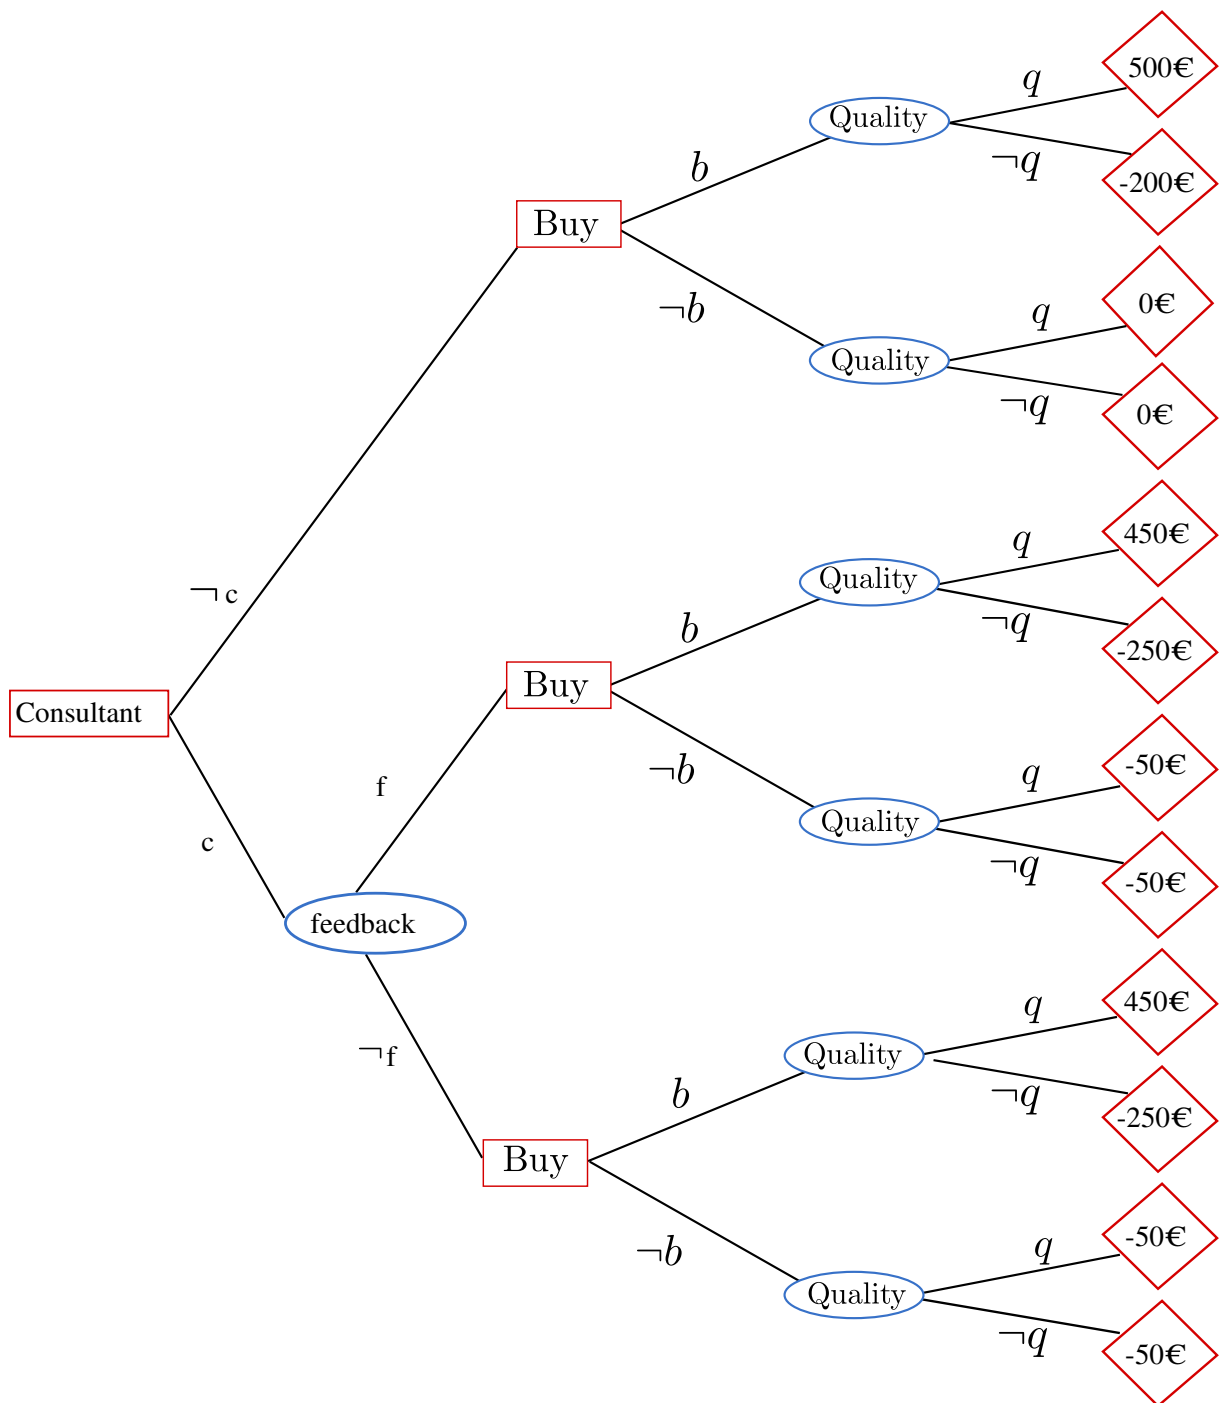 q
500€
Quality
¬q
b
-200€
Buy
¬b
q
0€
Quality
¬q
0€
¬c
q
450€
Quality
¬q
b
-250€
Buy
Consultant
¬b
q
-50€
f
Quality
c
¬q
-50€
feedback
q
450€
¬f
Quality
¬q
b
-250€
Buy
¬b
q
-50€
Quality
¬q
-50€